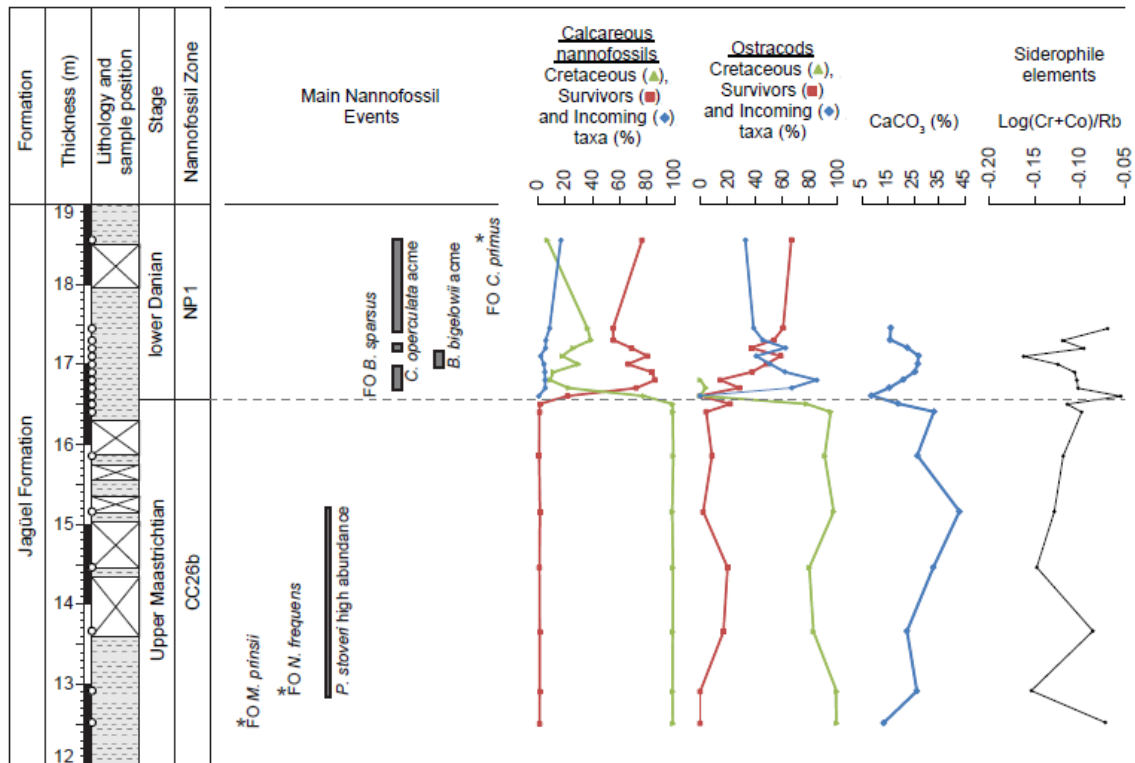 Formation
Thickness (m)
Lithology and
sample position
Stage
Nannofossil Zone
Main Nannofossil
Events
Calcareous
nannofossils
Cretaceous (▲),
Survivors (■)
and Incoming (◆)
taxa (%)
0 20 40 60 80 100
Ostracods
Cretaceous (▲),
Survivors (■)
and Incoming (◆)
taxa (%)
0 20 40 60 80 100
CaCO₃ (%)
5 15 25 35 45
Siderophile
elements
Log(Cr+Co)/Rb
-0.20
-0.10
-0.10
-0.05
Jagüel Formation
19
18
17
16
15
14
13
12
lower Danian
Upper Maastrichtian
NP1
CC26b
*FO M. prinsii
*FO N. frequens
P. stoveri high abundance
FO B. sparsus
C. operculata acme
B. bigelowii acme
FO C. primus*